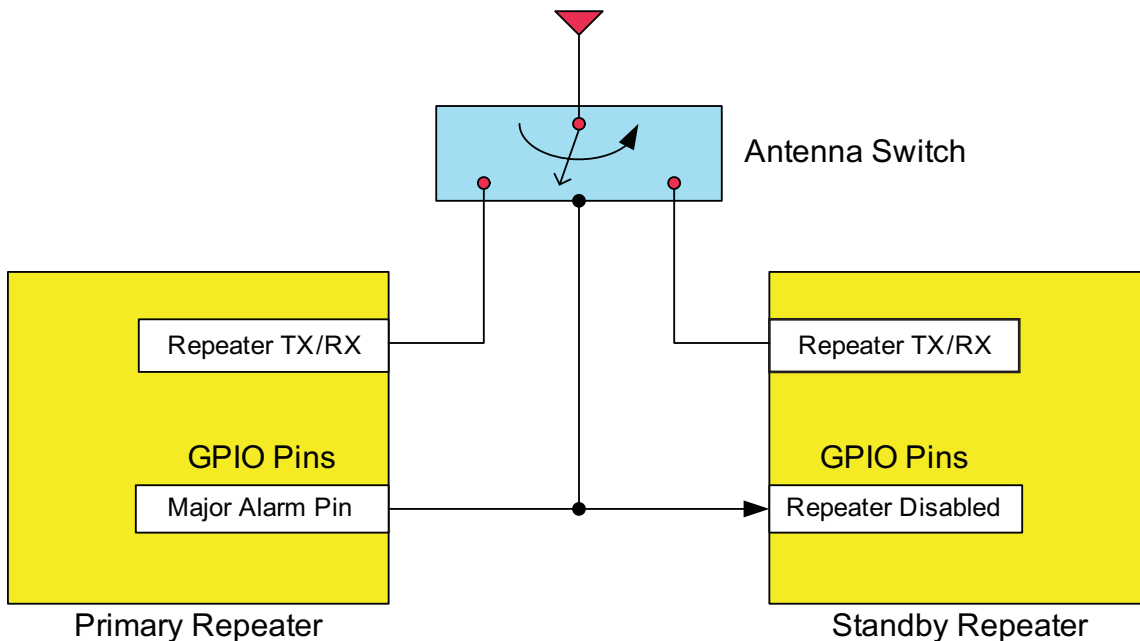 Antenna Switch
Repeater TX/RX
Repeater TX/RX
GPIO Pins
GPIO Pins
Major Alarm Pin
Repeater Disabled
Primary Repeater
Standby Repeater